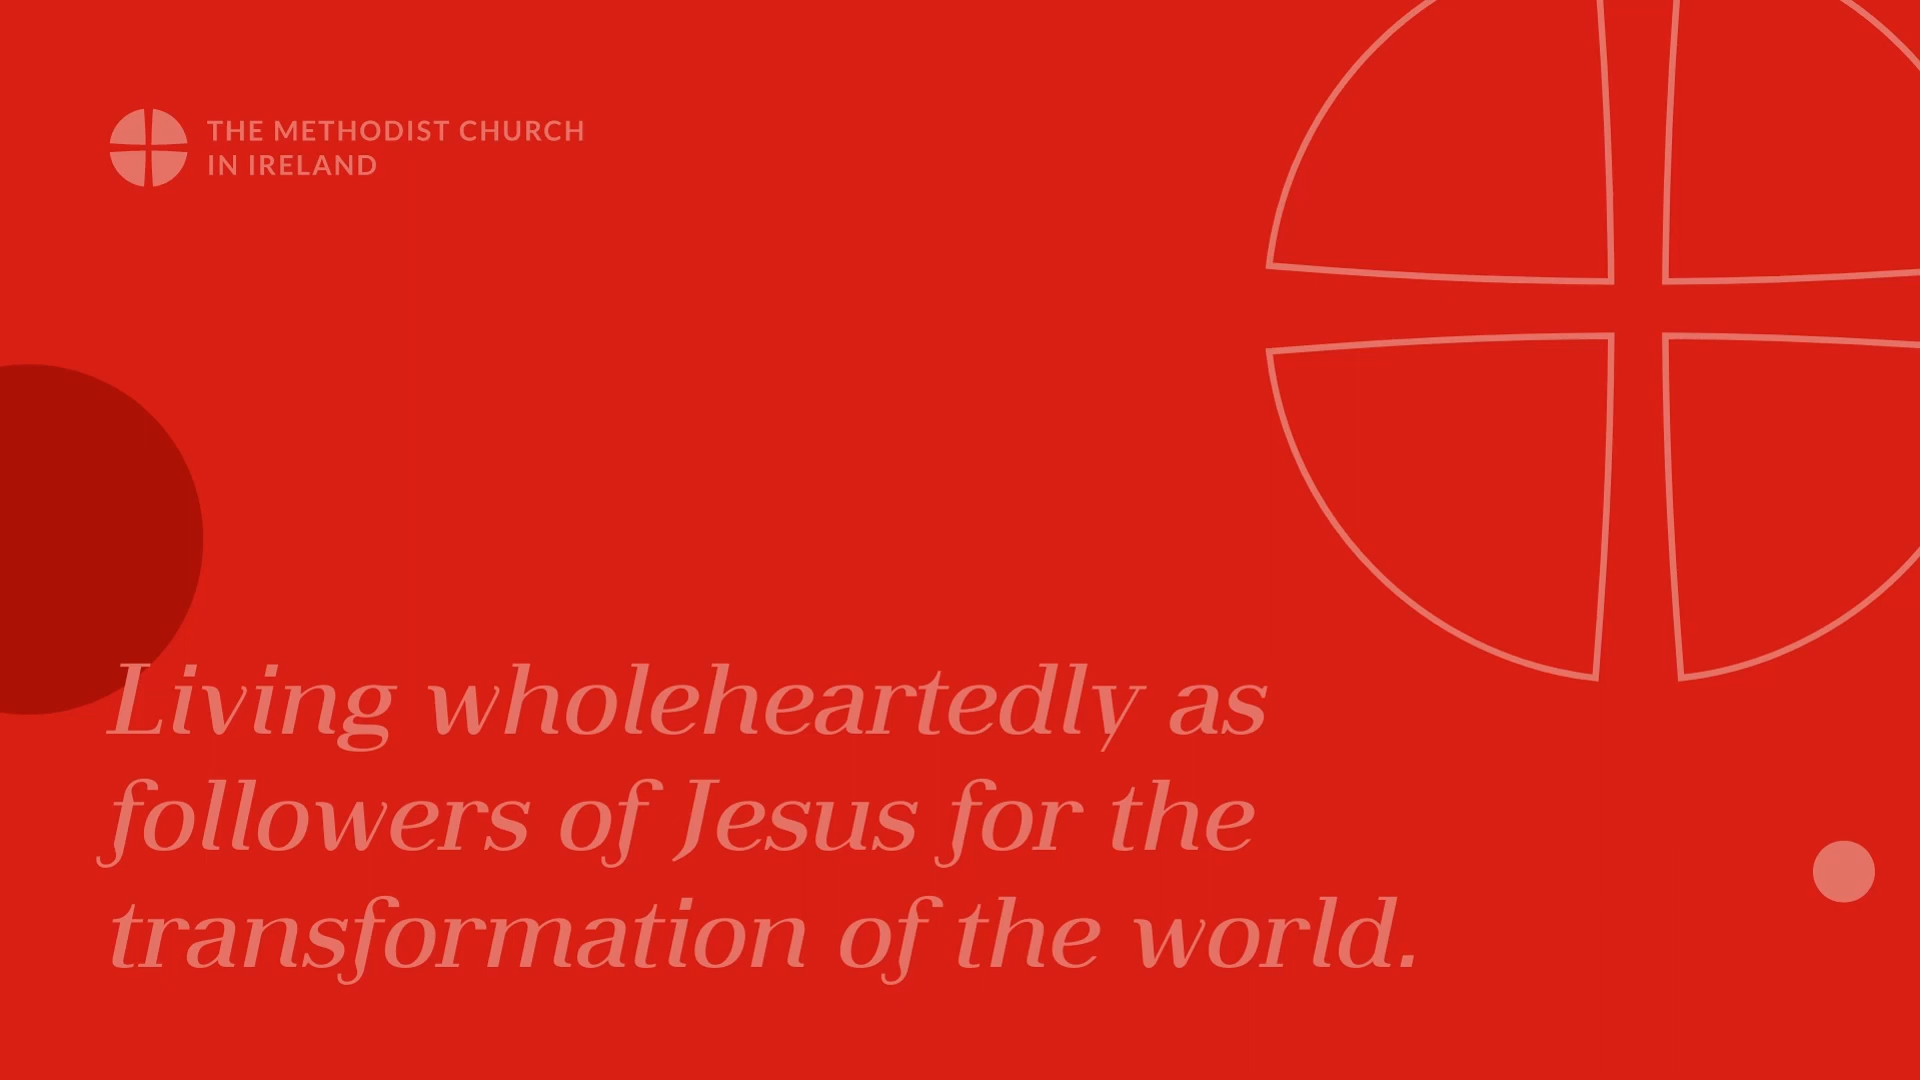 THE METHODIST CHURCH
IN IRELAND
Living wholeheartedly as
followers of Jesus for the
transformation of the world.